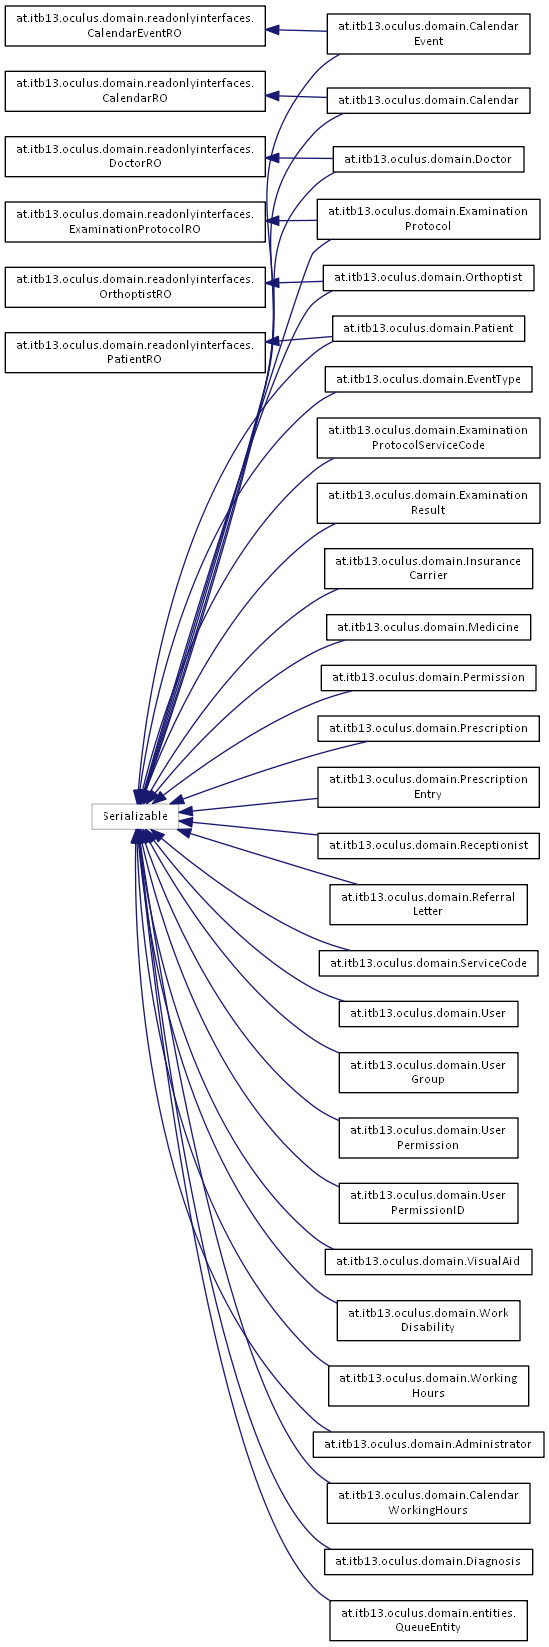 at.itb13.oculus.domain.readonlyinterfaces.
CalendarEventRO
at.itb13.oculus.domain.readonlyinterfaces.
CalendarRO
at.itb13.oculus.domain.readonlyinterfaces.
DoctorRO
at.itb13.oculus.domain.readonlyinterfaces.
ExaminationProtocolRO
at.itb13.oculus.domain.readonlyinterfaces.
OrthoptistRO
at.itb13.oculus.domain.readonlyinterfaces.
PatientRO
Serializable
at.itb13.oculus.domain.Calendar
Event
at.itb13.oculus.domain.Calendar
at.itb13.oculus.domain.Doctor
at.itb13.oculus.domain.Examination
Protocol
at.itb13.oculus.domain.Orthoptist
at.itb13.oculus.domain.Patient
at.itb13.oculus.domain.EventType
at.itb13.oculus.domain.Examination
ProtocolServiceCode
at.itb13.oculus.domain.Examination
Result
at.itb13.oculus.domain.Insurance
Carrier
at.itb13.oculus.domain.Medicine
at.itb13.oculus.domain.Permission
at.itb13.oculus.domain.Prescription
at.itb13.oculus.domain.Prescription
Entry
at.itb13.oculus.domain.Receptionist
at.itb13.oculus.domain.Referral
Letter
at.itb13.oculus.domain.ServiceCode
at.itb13.oculus.domain.User
at.itb13.oculus.domain.User
Group
at.itb13.oculus.domain.User
Permission
at.itb13.oculus.domain.User
PermissionID
at.itb13.oculus.domain.VisualAid
at.itb13.oculus.domain.Work
Disability
at.itb13.oculus.domain.Working
Hours
at.itb13.oculus.domain.Administrator
at.itb13.oculus.domain.Calendar
WorkingHours
at.itb13.oculus.domain.Diagnosis
at.itb13.oculus.domain.entities.
QueueEntity